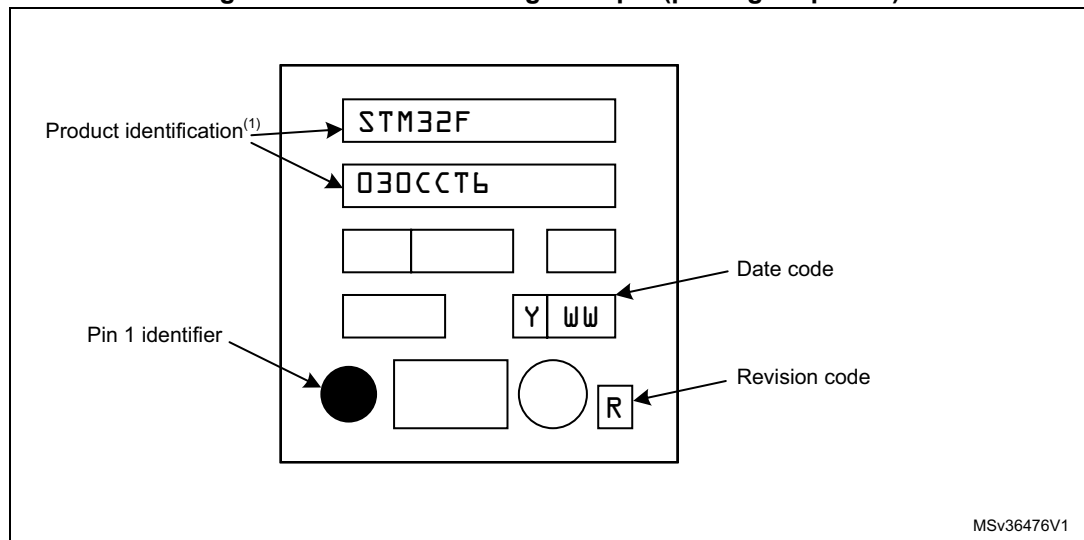 STM32F
Product identification(1)
030CCT6
Date code
Y WW
Pin 1 identifier
Revision code
R
MSv36476V1